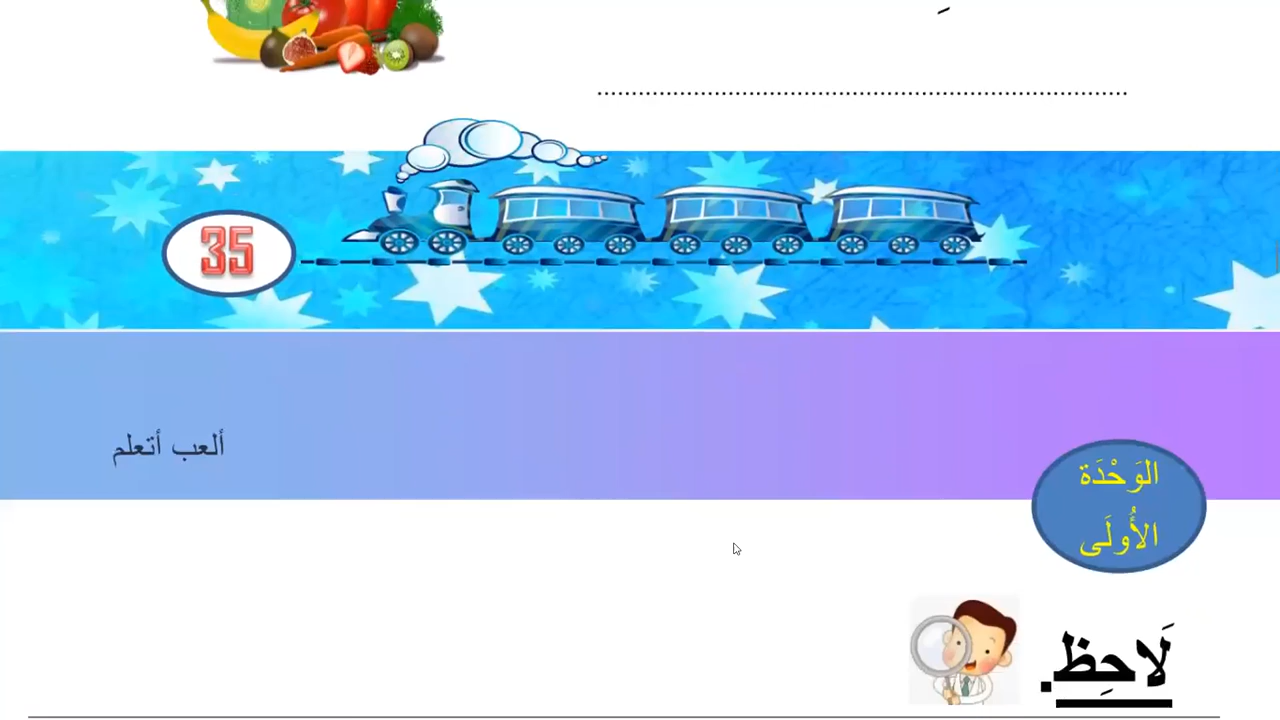 35
ألعب أتعلم
الوَحْدَة
الأُولَى
لَاحِظ.